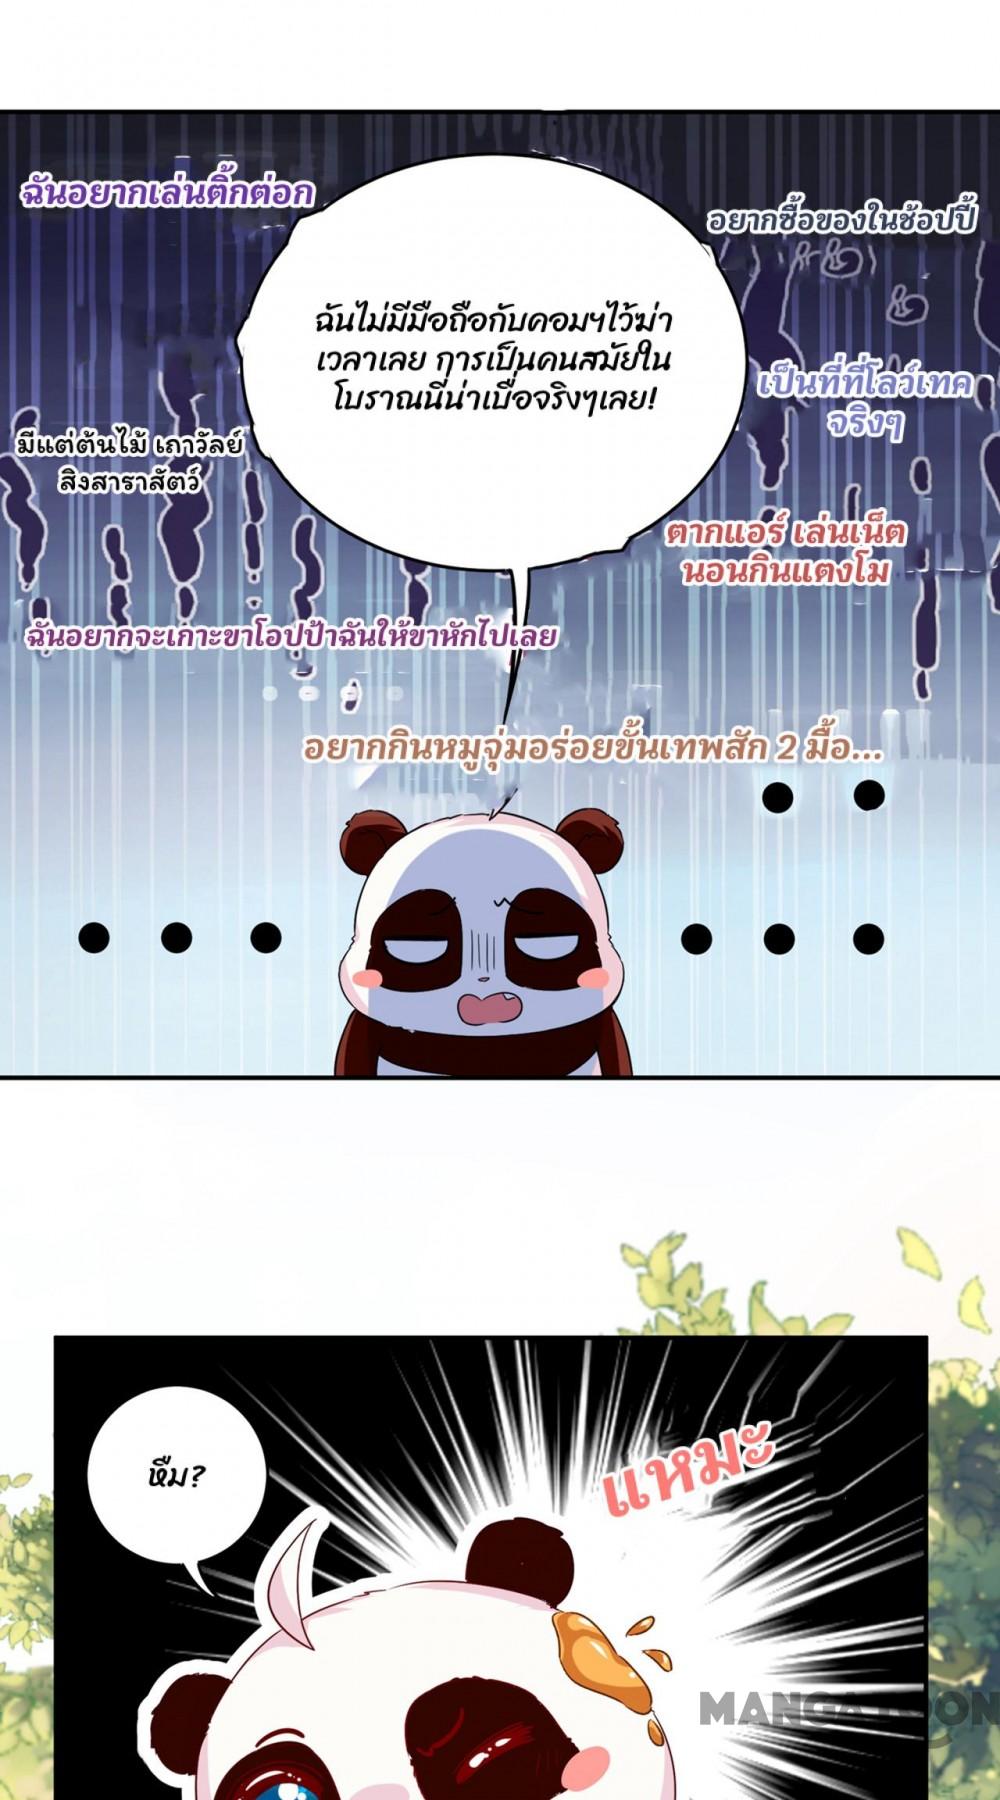 ฉันอยากเล่นติ้กต่อก
อยากซื้อของในช้อปปี้
ฉันไม่มีมือถือกับคอมฯไว้ฆ่า
เวลาเลย การเป็นคนสมัยใน
โบราณนี่น่าเบื่อจริงๆเลย!
เป็นที่ที่โลว์เทค
จริงๆ
มีแต่ต้นไม้ เถาวัลย์
สิงสาราสัตว์
ตากแอร์ เล่นเน็ต
นอนกินแตงโม
ฉันอยากจะเกาะขาโอปป้าฉันให้ขาหักไปเลย
อยากกินหมูจุ่มอร่อยขั้นเทพสัก 2 มื้อ...
แหมะ
หืม?